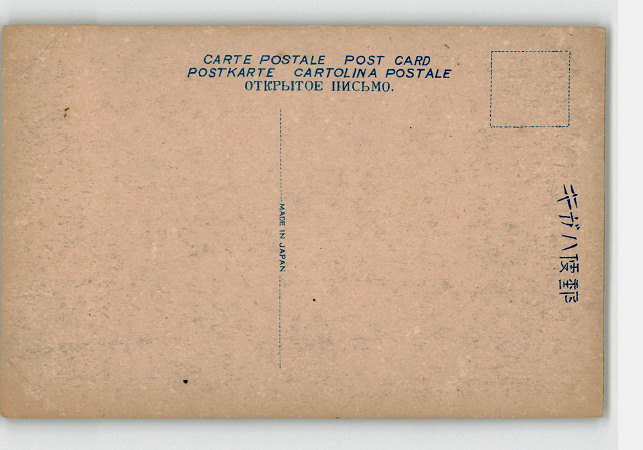 CARTE POSTALE POST CARD
POSTKARTE CARTOLINA POSTALE
ОТКРЫТОЕ ПИСЬМО.
MADE IN JAPAN
郵便ハガキ